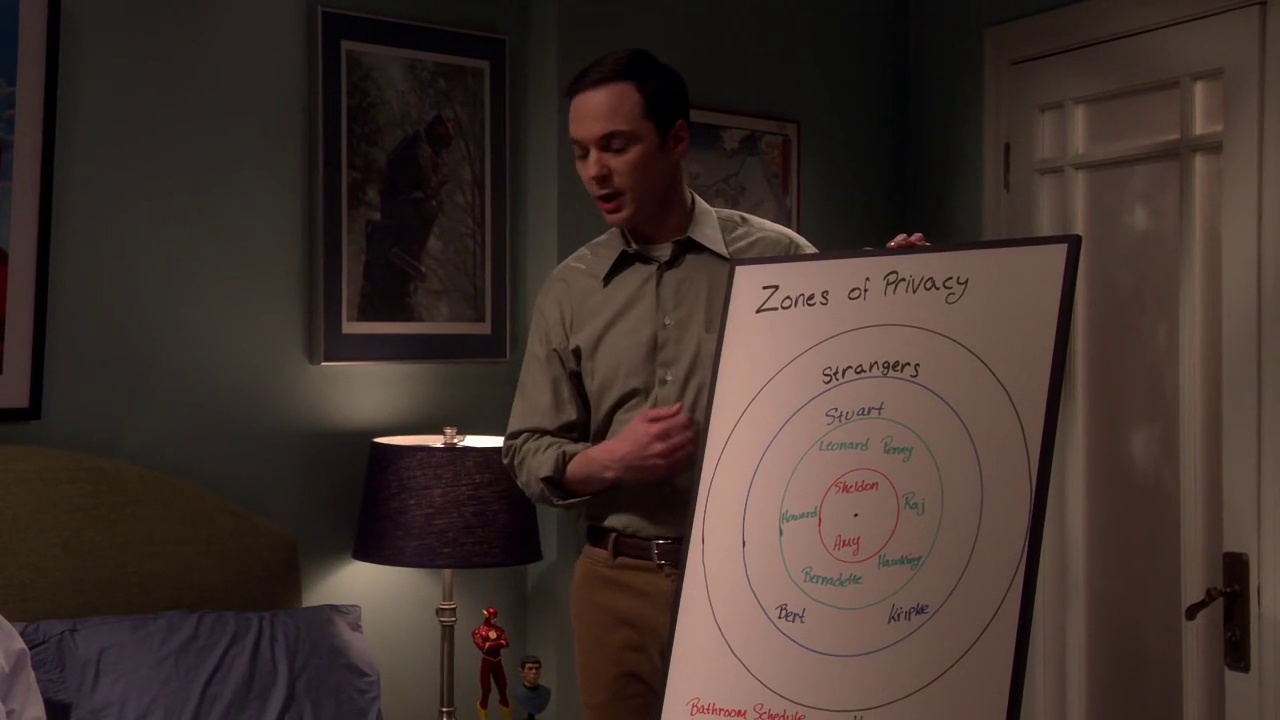 Zones of Privacy
Strangers
Stuart
Leonard Penny
Sheldon
Howard Raj
Amy
Hawking
Bernadette
Bert Kripke
Bathroom Schedule